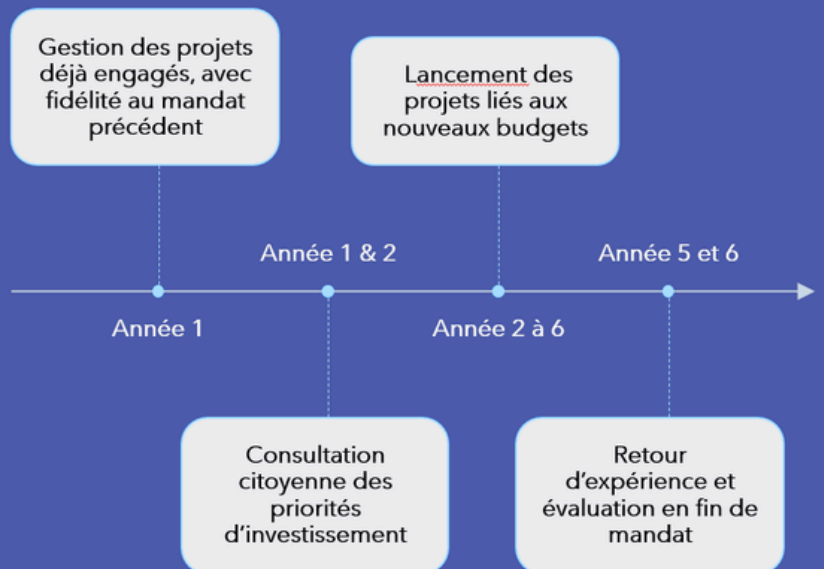 Gestion des projets
déjà engagés, avec
fidélité au mandat
précédent
Lancement des
projets liés aux
nouveaux budgets
Année 1 & 2
Année 5 et 6
Année 1
Année 2 à 6
Consultation
citoyenne des
priorités
d’investissement
Retour
d’expérience et
évaluation en fin de
mandat